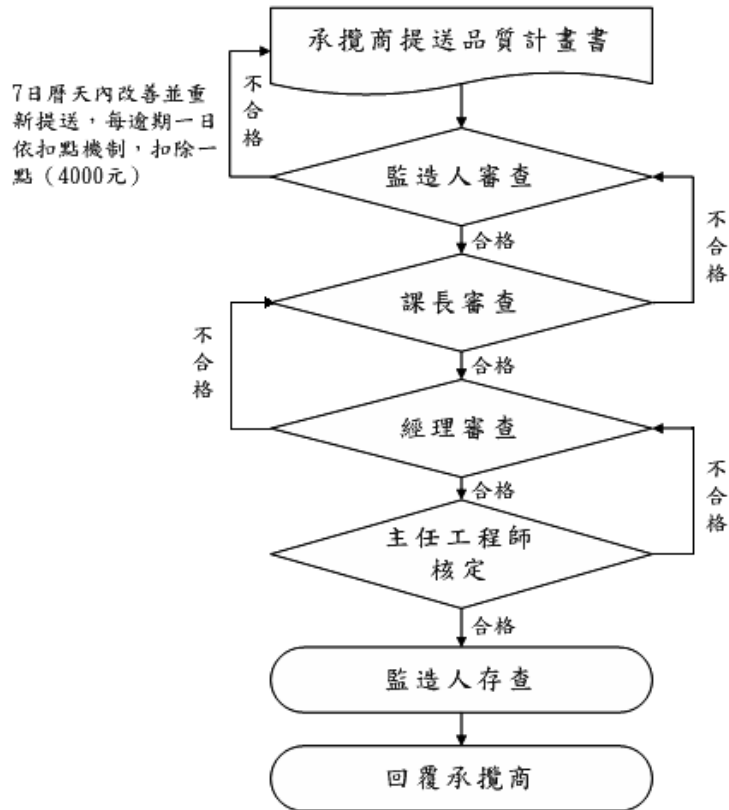 承攬商提送品質計畫書
不合格
7日曆天內改善並重
新提送，每逾期一日
依扣點機制，扣除一
點（4000元）
監造人審查
合格
不合格
課長審查
不合格
合格
經理審查
合格
不合格
主任工程師
核定
合格
監造人存查
回覆承攬商